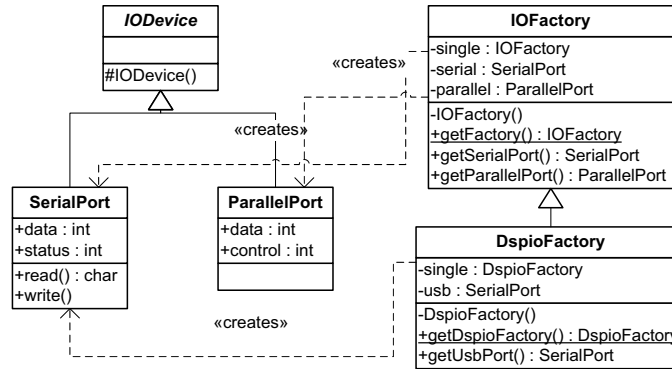 IODevice
#IODevice()
IOFactory
-single : IOFactory
-serial : SerialPort
-parallel : ParallelPort
-IOFactory()
+getFactory() : IOFactory
+getSerialPort() : SerialPort
+getParallelPort() : ParallelPort
«creates»
«creates»
SerialPort
+data : int
+status : int
+read() : char
+write()
ParallelPort
+data : int
+control : int
DspioFactory
-single : DspioFactory
-usb : SerialPort
-DspioFactory()
+getDspioFactory() : DspioFactory
+getUsbPort() : SerialPort
«creates»